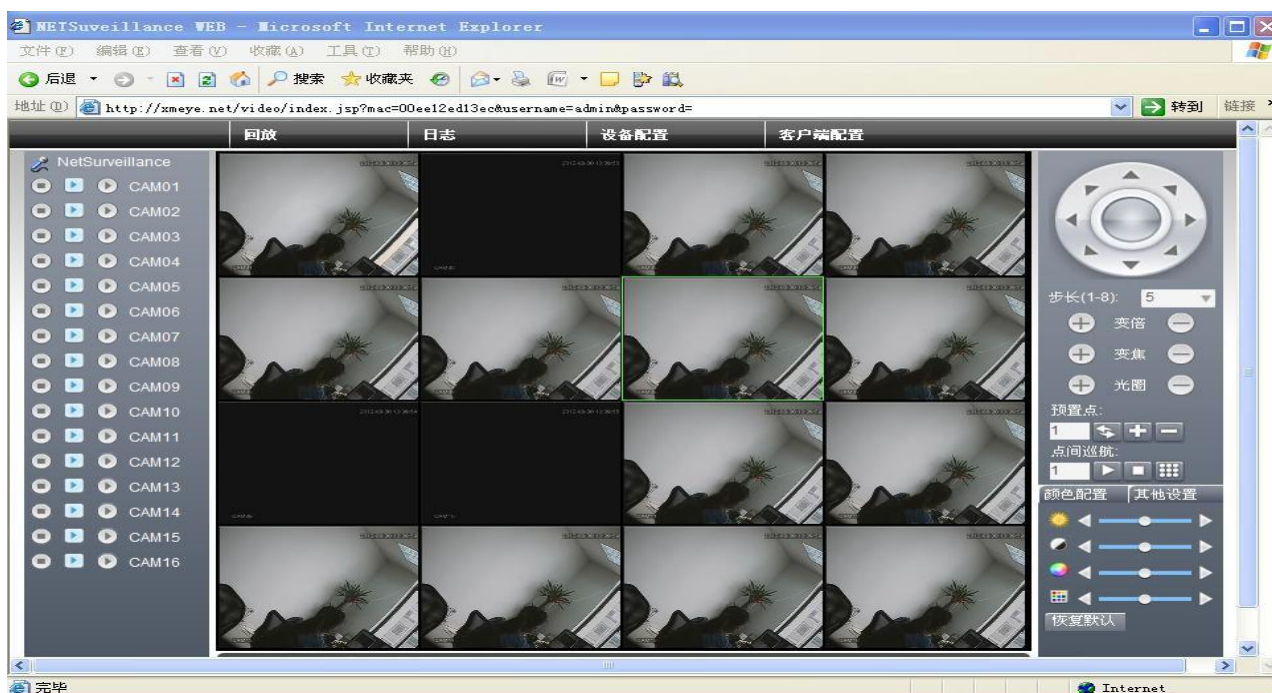 NETSuveillance WEB - Microsoft Internet Explorer
文件(F) 编辑(E) 查看(V) 收藏(A) 工具(T) 帮助(H)
后退 搜索 收藏夹
地址(D) http://xmeye.net/video/index.jsp?mac=00ee12ed13ec&username=admin&password= 转到 链接
回放 日志 设备配置 客户端配置
NetSurveillance
CAM01
CAM02
CAM03
CAM04
CAM05
CAM06
CAM07
CAM08
CAM09
CAM10
CAM11
CAM12
CAM13
CAM14
CAM15
CAM16
步长(1-8): 5
变倍
变焦
光圈
预置点:
1
点间巡航:
1
颜色配置 其他设置
恢复默认
完毕 Internet